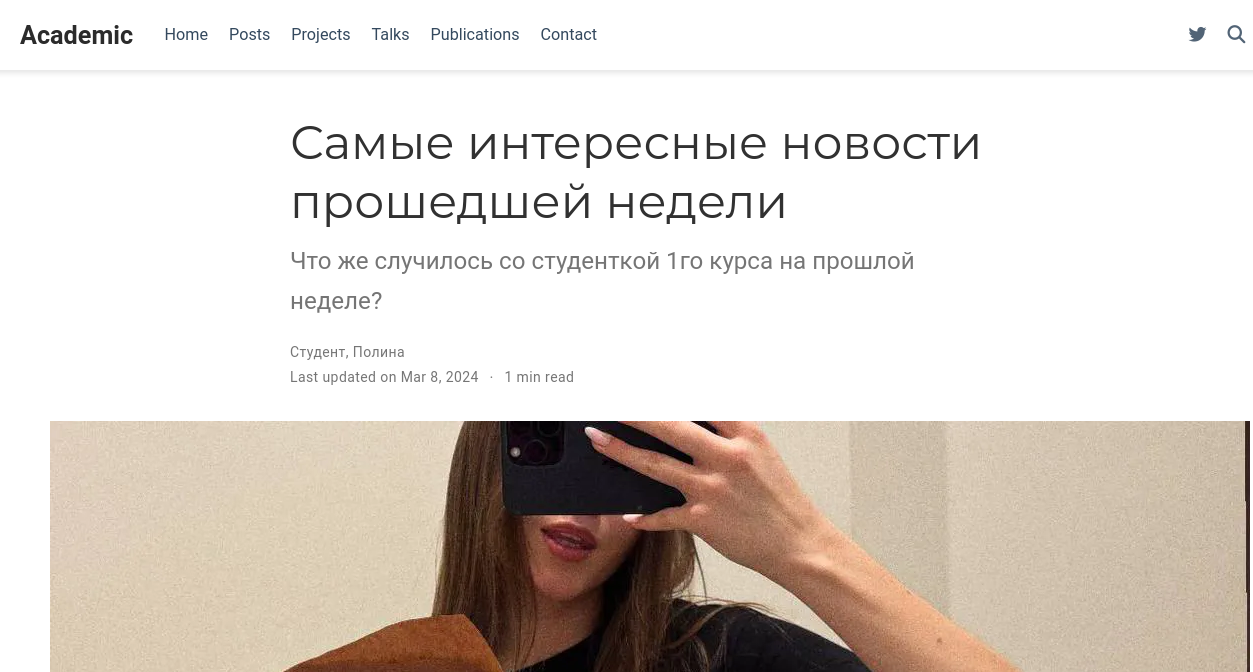 Academic Home Posts Projects Talks Publications Contact
Самые интересные новости
прошедшей недели
Что же случилось со студенткой 1го курса на прошлой
неделе?
Студент, Полина
Last updated on Mar 8, 2024 · 1 min read